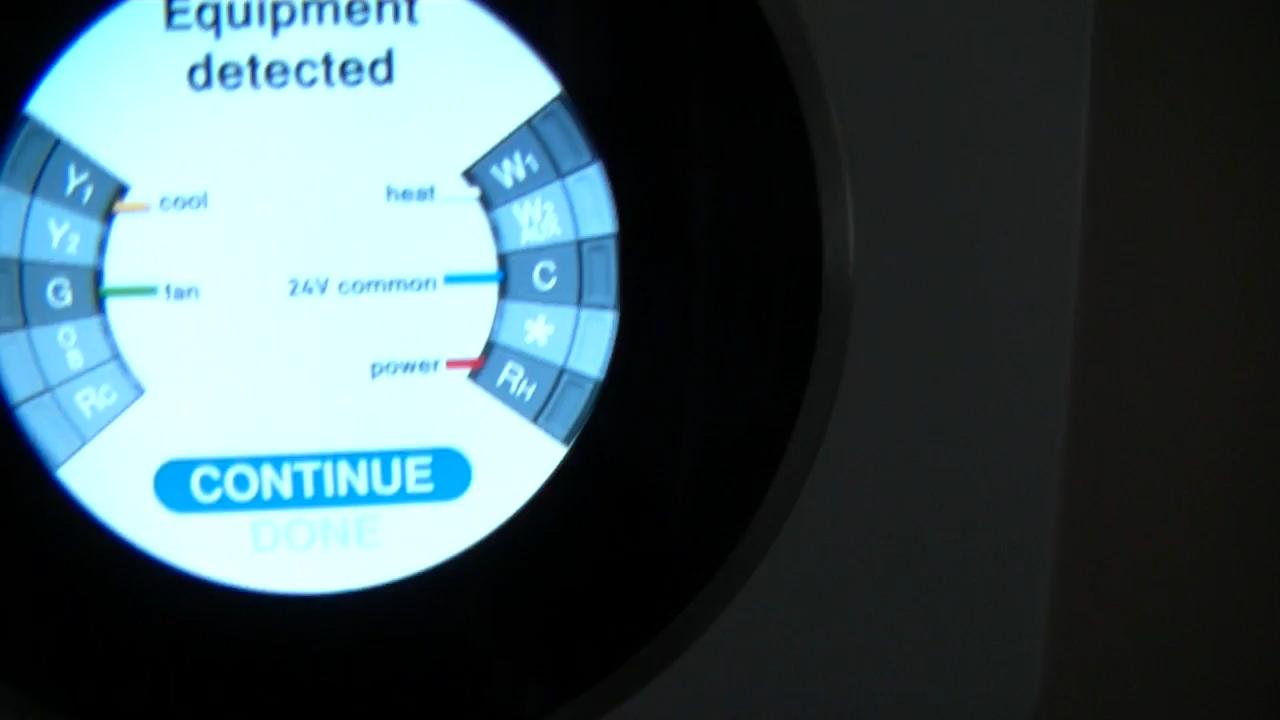 Equipment
detected
Y1
cool
heat
W1
Y2
W2
AUX
G
fan
24V common
C
O
B
*
Rc
power
RH
CONTINUE
DONE